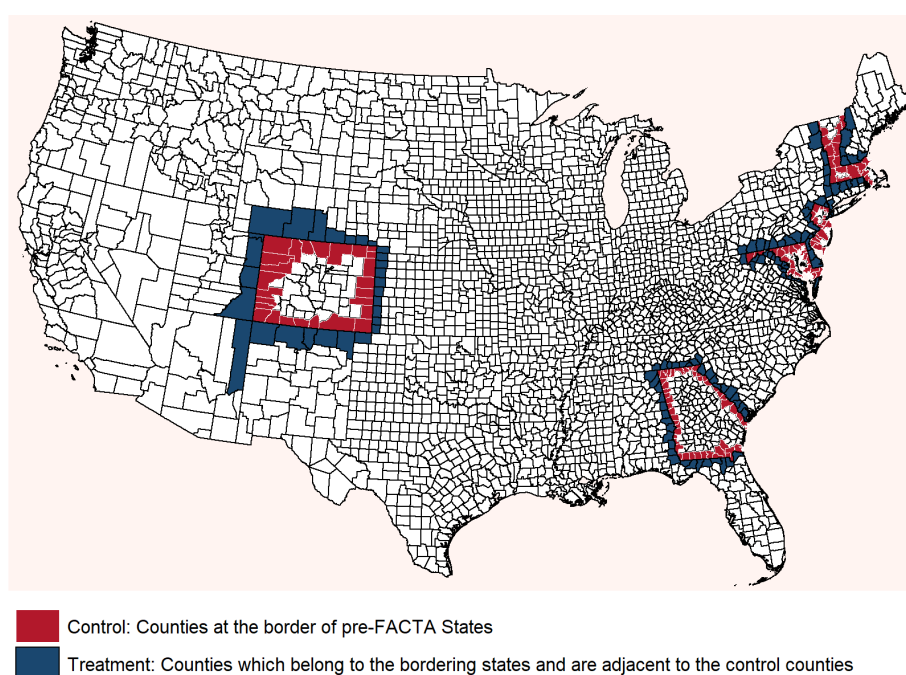 Control: Counties at the border of pre-FACTA States
Treatment: Counties which belong to the bordering states and are adjacent to the control counties